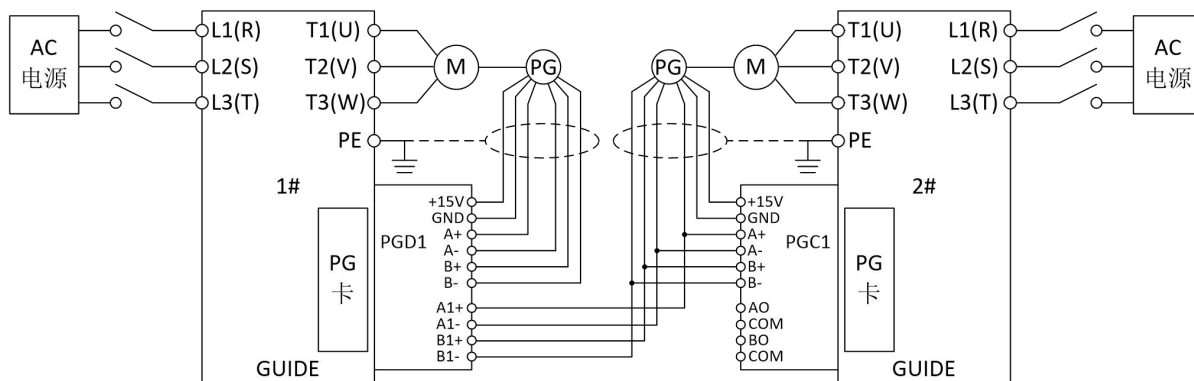 AC
电源
L1(R)
L2(S)
L3(T)
T1(U)
T2(V)
T3(W)
PE
M
PG
1#
PG
卡
GUIDE
PGD1
+15V
GND
A+
A-
B+
B-
A1+
A1-
B1+
B1-
PG
M
T1(U)
T2(V)
T3(W)
PE
L1(R)
L2(S)
L3(T)
AC
电源
2#
PG
卡
GUIDE
PGC1
+15V
GND
A+
A-
B+
B-
AO
COM
BO
COM